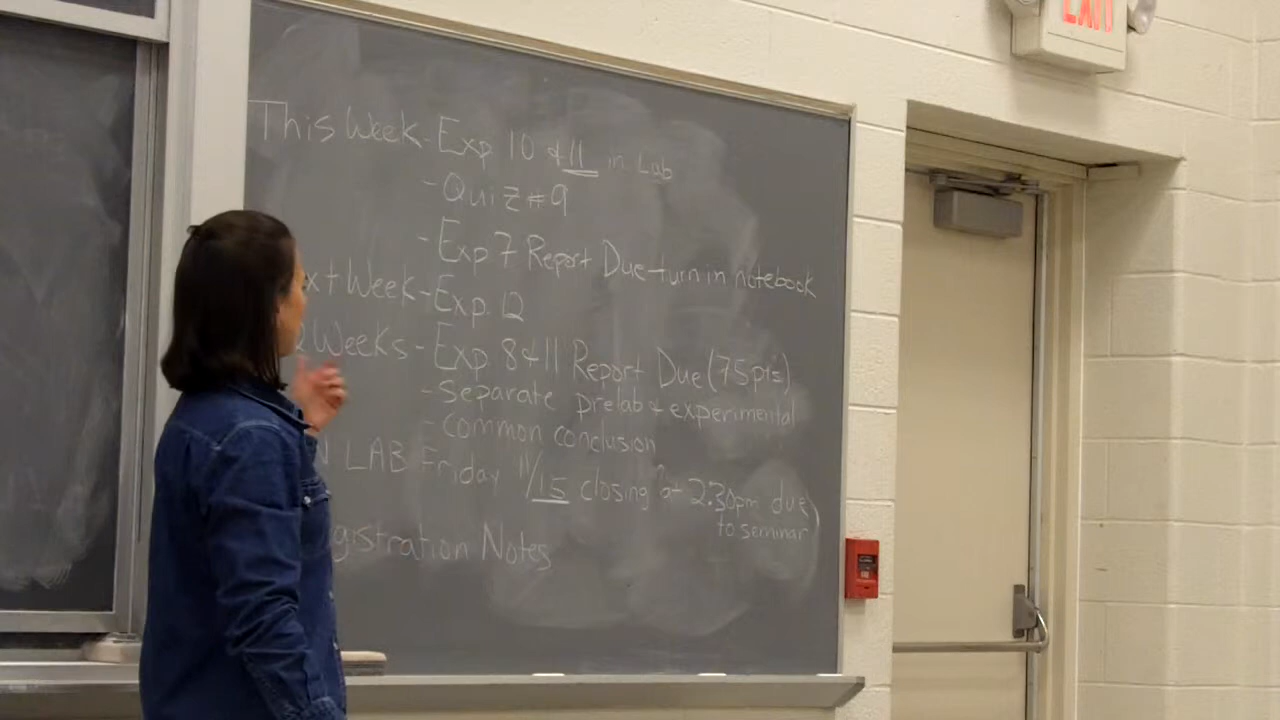 EXIT
This Week-Exp 10 & 11 in Lab
-Quiz #9
-Exp 7 Report Due-turn in notebook
xt Week-Exp. 12
2 Weeks-Exp. 8 & 11 Report Due (75pts)
-separate prelab & experimental
-common conclusion
N LAB Friday 11/15 closing at 2:30pm due
to seminar
gistration Notes